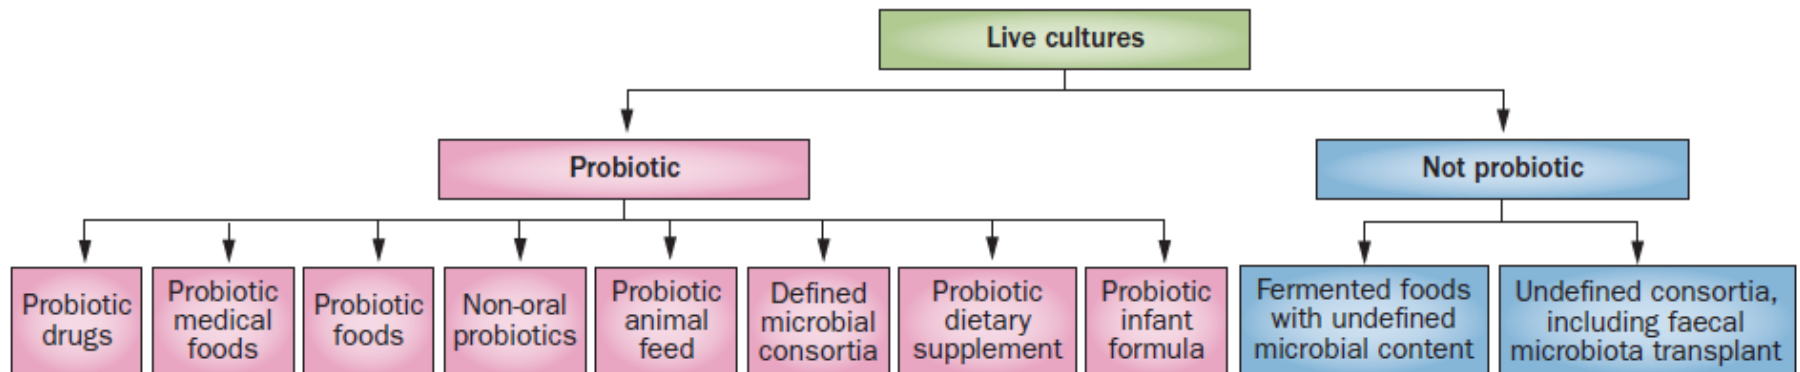 Live cultures
Probiotic
Not probiotic
Probiotic
drugs
Probiotic
medical
foods
Probiotic
foods
Non-oral
probiotics
Probiotic
animal
feed
Defined
microbial
consortia
Probiotic
dietary
supplement
Probiotic
infant
formula
Fermented foods
with undefined
microbial content
Undefined consortia,
including faecal
microbiota transplant